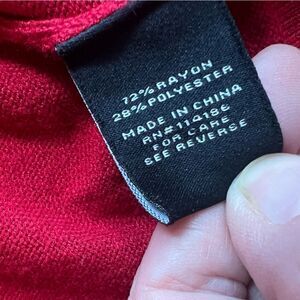 72% RAYON
28% POLYESTER
MADE IN CHINA
RN#114186
FOR CARE
SEE REVERSE